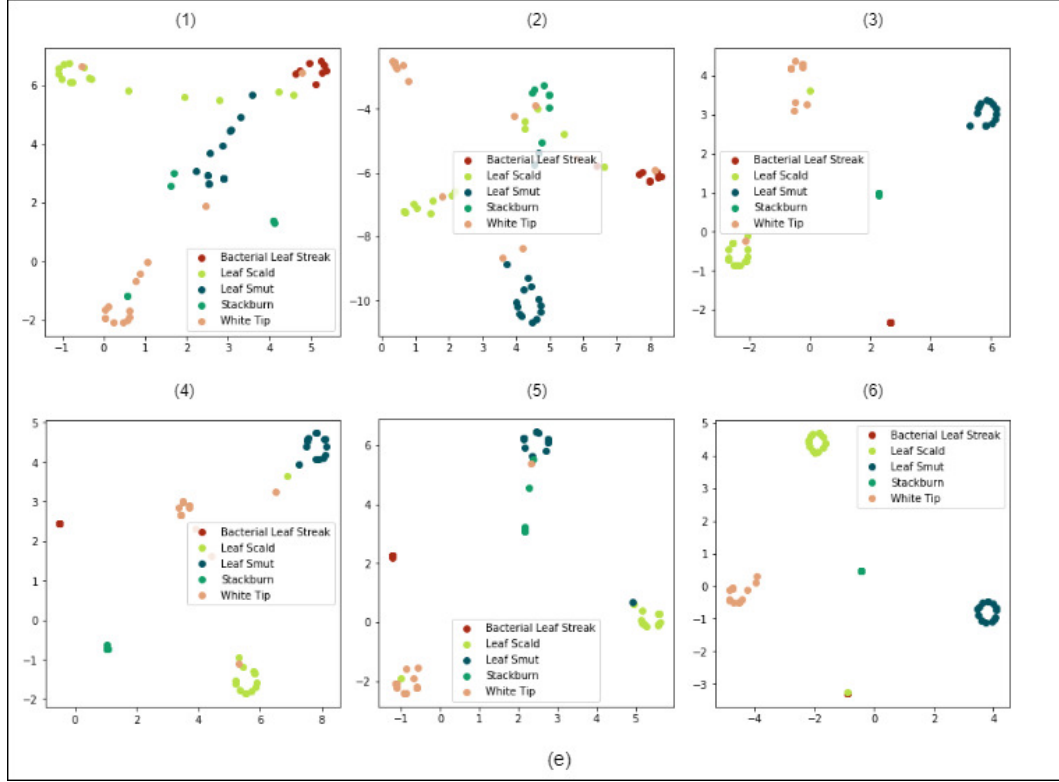 (1)
(2)
(3)
6
4
2
0
−2
−1
0
1
2
3
4
5
Bacterial Leaf Streak
Leaf Scald
Leaf Smut
Stackburn
White Tip
−4
−6
−8
−10
0
1
2
3
4
5
6
7
8
Bacterial Leaf Streak
Leaf Scald
Leaf Smut
Stackburn
White Tip
4
3
2
1
0
−1
−2
−2
0
2
4
6
Bacterial Leaf Streak
Leaf Scald
Leaf Smut
Stackburn
White Tip
(4)
(5)
(6)
5
4
3
2
1
0
−1
−2
0
2
4
6
8
Bacterial Leaf Streak
Leaf Scald
Leaf Smut
Stackburn
White Tip
6
4
2
0
−2
−1
0
1
2
3
4
5
Bacterial Leaf Streak
Leaf Scald
Leaf Smut
Stackburn
White Tip
5
4
3
2
1
0
−1
−2
−3
−4
−2
0
2
4
Bacterial Leaf Streak
Leaf Scald
Leaf Smut
Stackburn
White Tip
(e)